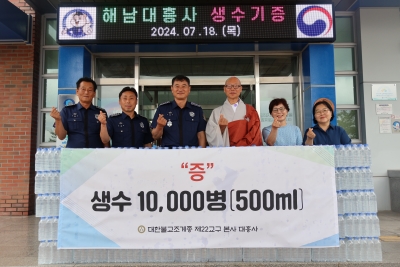 해남대흥사 생수기증
2024. 07. 18. (목)
“증”
생수 10,000병(500ml)
대한불교조계종 제22교구 본사 대흥사